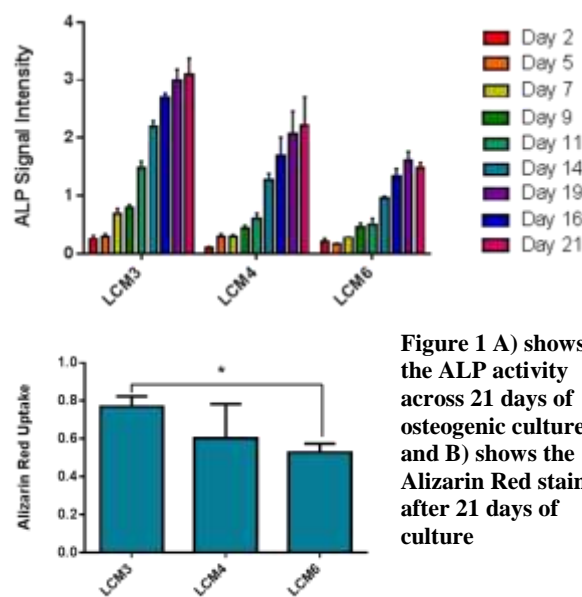 ALP Signal Intensity
4
3
2
1
0
LCM3
LCM4
LCM6
Day 2
Day 5
Day 7
Day 9
Day 11
Day 14
Day 19
Day 16
Day 21
Alizarin Red Uptake
1.0
0.8
0.6
0.4
0.2
0.0
*
LCM3
LCM4
LCM6
Figure 1 A) shows
the ALP activity
across 21 days of
osteogenic culture
and B) shows the
Alizarin Red stain
after 21 days of
culture